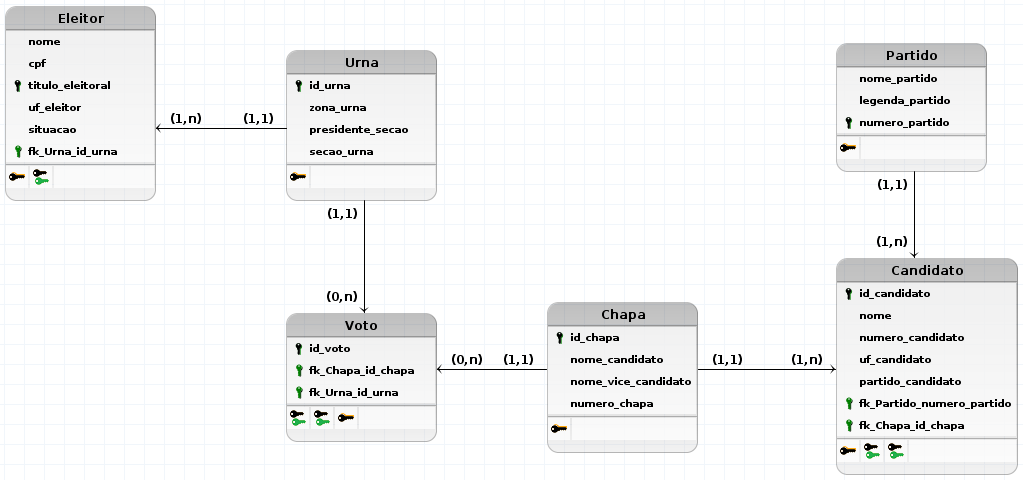 Eleitor
nome
cpf
titulo_eleitoral
uf_eleitor
situacao
fk_Urna_id_urna
(1,n)
(1,1)
Urna
id_urna
zona_urna
presidente_secao
secao_urna
(1,1)
(0,n)
Voto
id_voto
fk_Chapa_id_chapa
fk_Urna_id_urna
(0,n)
(1,1)
Chapa
id_chapa
nome_candidato
nome_vice_candidato
numero_chapa
(1,1)
(1,n)
Partido
nome_partido
legenda_partido
numero_partido
(1,1)
(1,n)
Candidato
id_candidato
nome
numero_candidato
uf_candidato
partido_candidato
fk_Partido_numero_partido
fk_Chapa_id_chapa